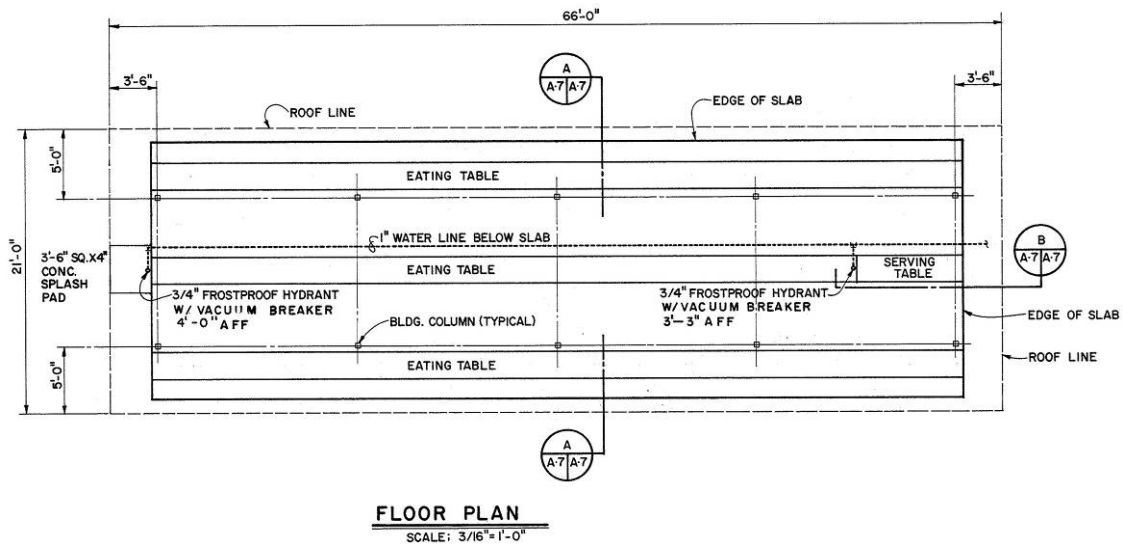 66'-0"
3'-6"
A
A·7 A·7
3'-6"
ROOF LINE
EDGE OF SLAB
5'-0"
EATING TABLE
21'-0"
1" WATER LINE BELOW SLAB
B
A·7 A·7
3'-6" SQ.X4"
CONC.
SPLASH
PAD
EATING TABLE
SERVING
TABLE
3/4" FROSTPROOF HYDRANT
W/ VACUUM BREAKER
4'-0" AFF
3/4" FROSTPROOF HYDRANT
W/VACUUM BREAKER
3'-3" AFF
BLDG. COLUMN (TYPICAL)
EDGE OF SLAB
ROOF LINE
5'-0"
EATING TABLE
A
A·7 A·7
FLOOR PLAN
SCALE; 3/16"=1'-0"